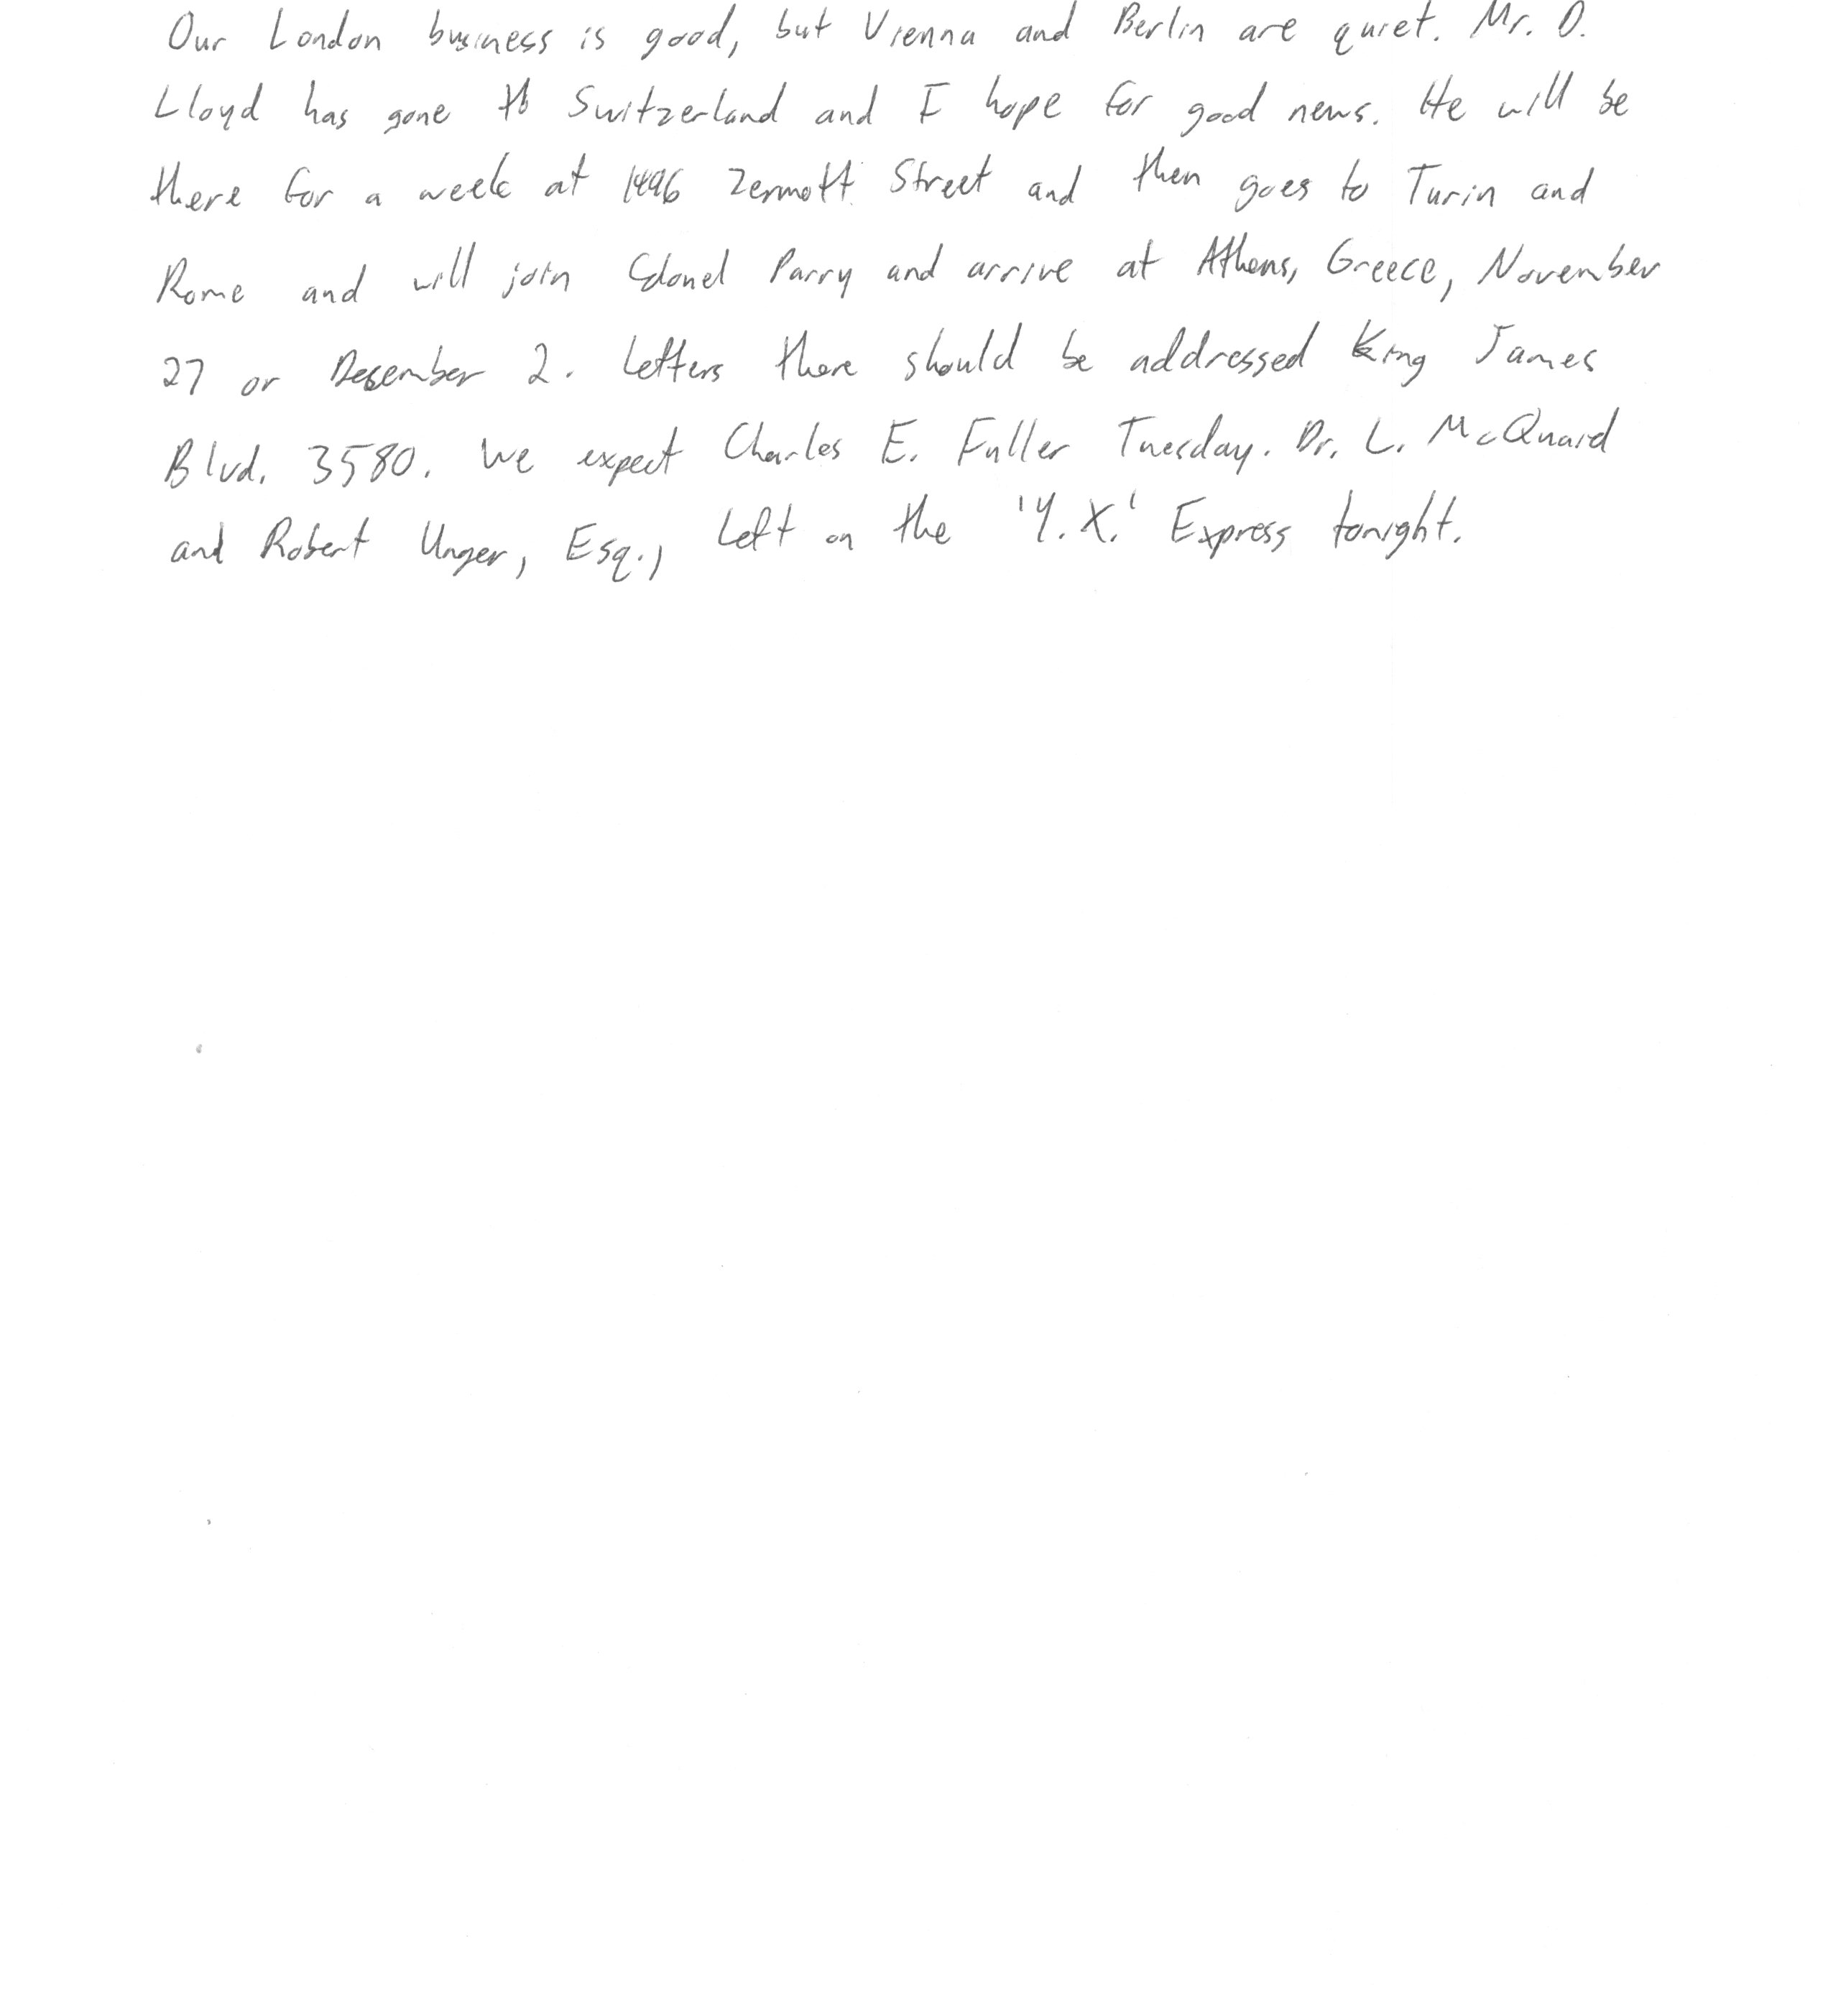 Our London business is good, but Vienna and Berlin are quiet. Mr. D.
Lloyd has gone to Switzerland and I hope for good news. He will be
there for a week at 1496 Zermott Street and then goes to Turin and
Rome and will join Colonel Parry and arrive at Athens, Greece, November
27 or December 2. Letters there should be addressed King James
Blvd. 3580. We expect Charles E. Fuller Tuesday. Dr. L. McQuaid
and Robert Unger, Esq., left on the 'Y.X.' Express tonight.